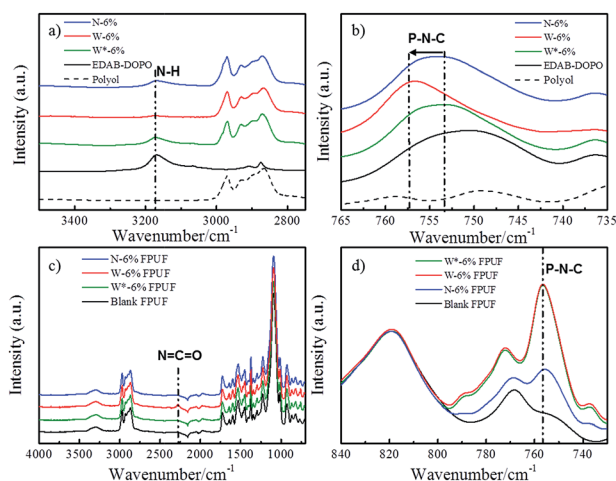 a)
N-6%
W-6%
W*-6%
EDAB-DOPO
Polyol
N-H
Intensity (a.u.)
3400 3200 3000 2800
Wavenumber/cm-1
b)
P-N-C
N-6%
W-6%
W*-6%
EDAB-DOPO
Polyol
Intensity (a.u.)
765 760 755 750 745 740 735
Wavenumber/cm-1
c)
N-6% FPUF
W-6% FPUF
W*-6% FPUF
Blank FPUF
N=C=O
Intensity (a.u.)
4000 3500 3000 2500 2000 1500 1000
Wavenumber/cm-1
d)
W*-6% FPUF
W-6% FPUF
N-6% FPUF
Blank FPUF
P-N-C
Intensity (a.u.)
840 820 800 780 760 740
Wavenumber/cm-1